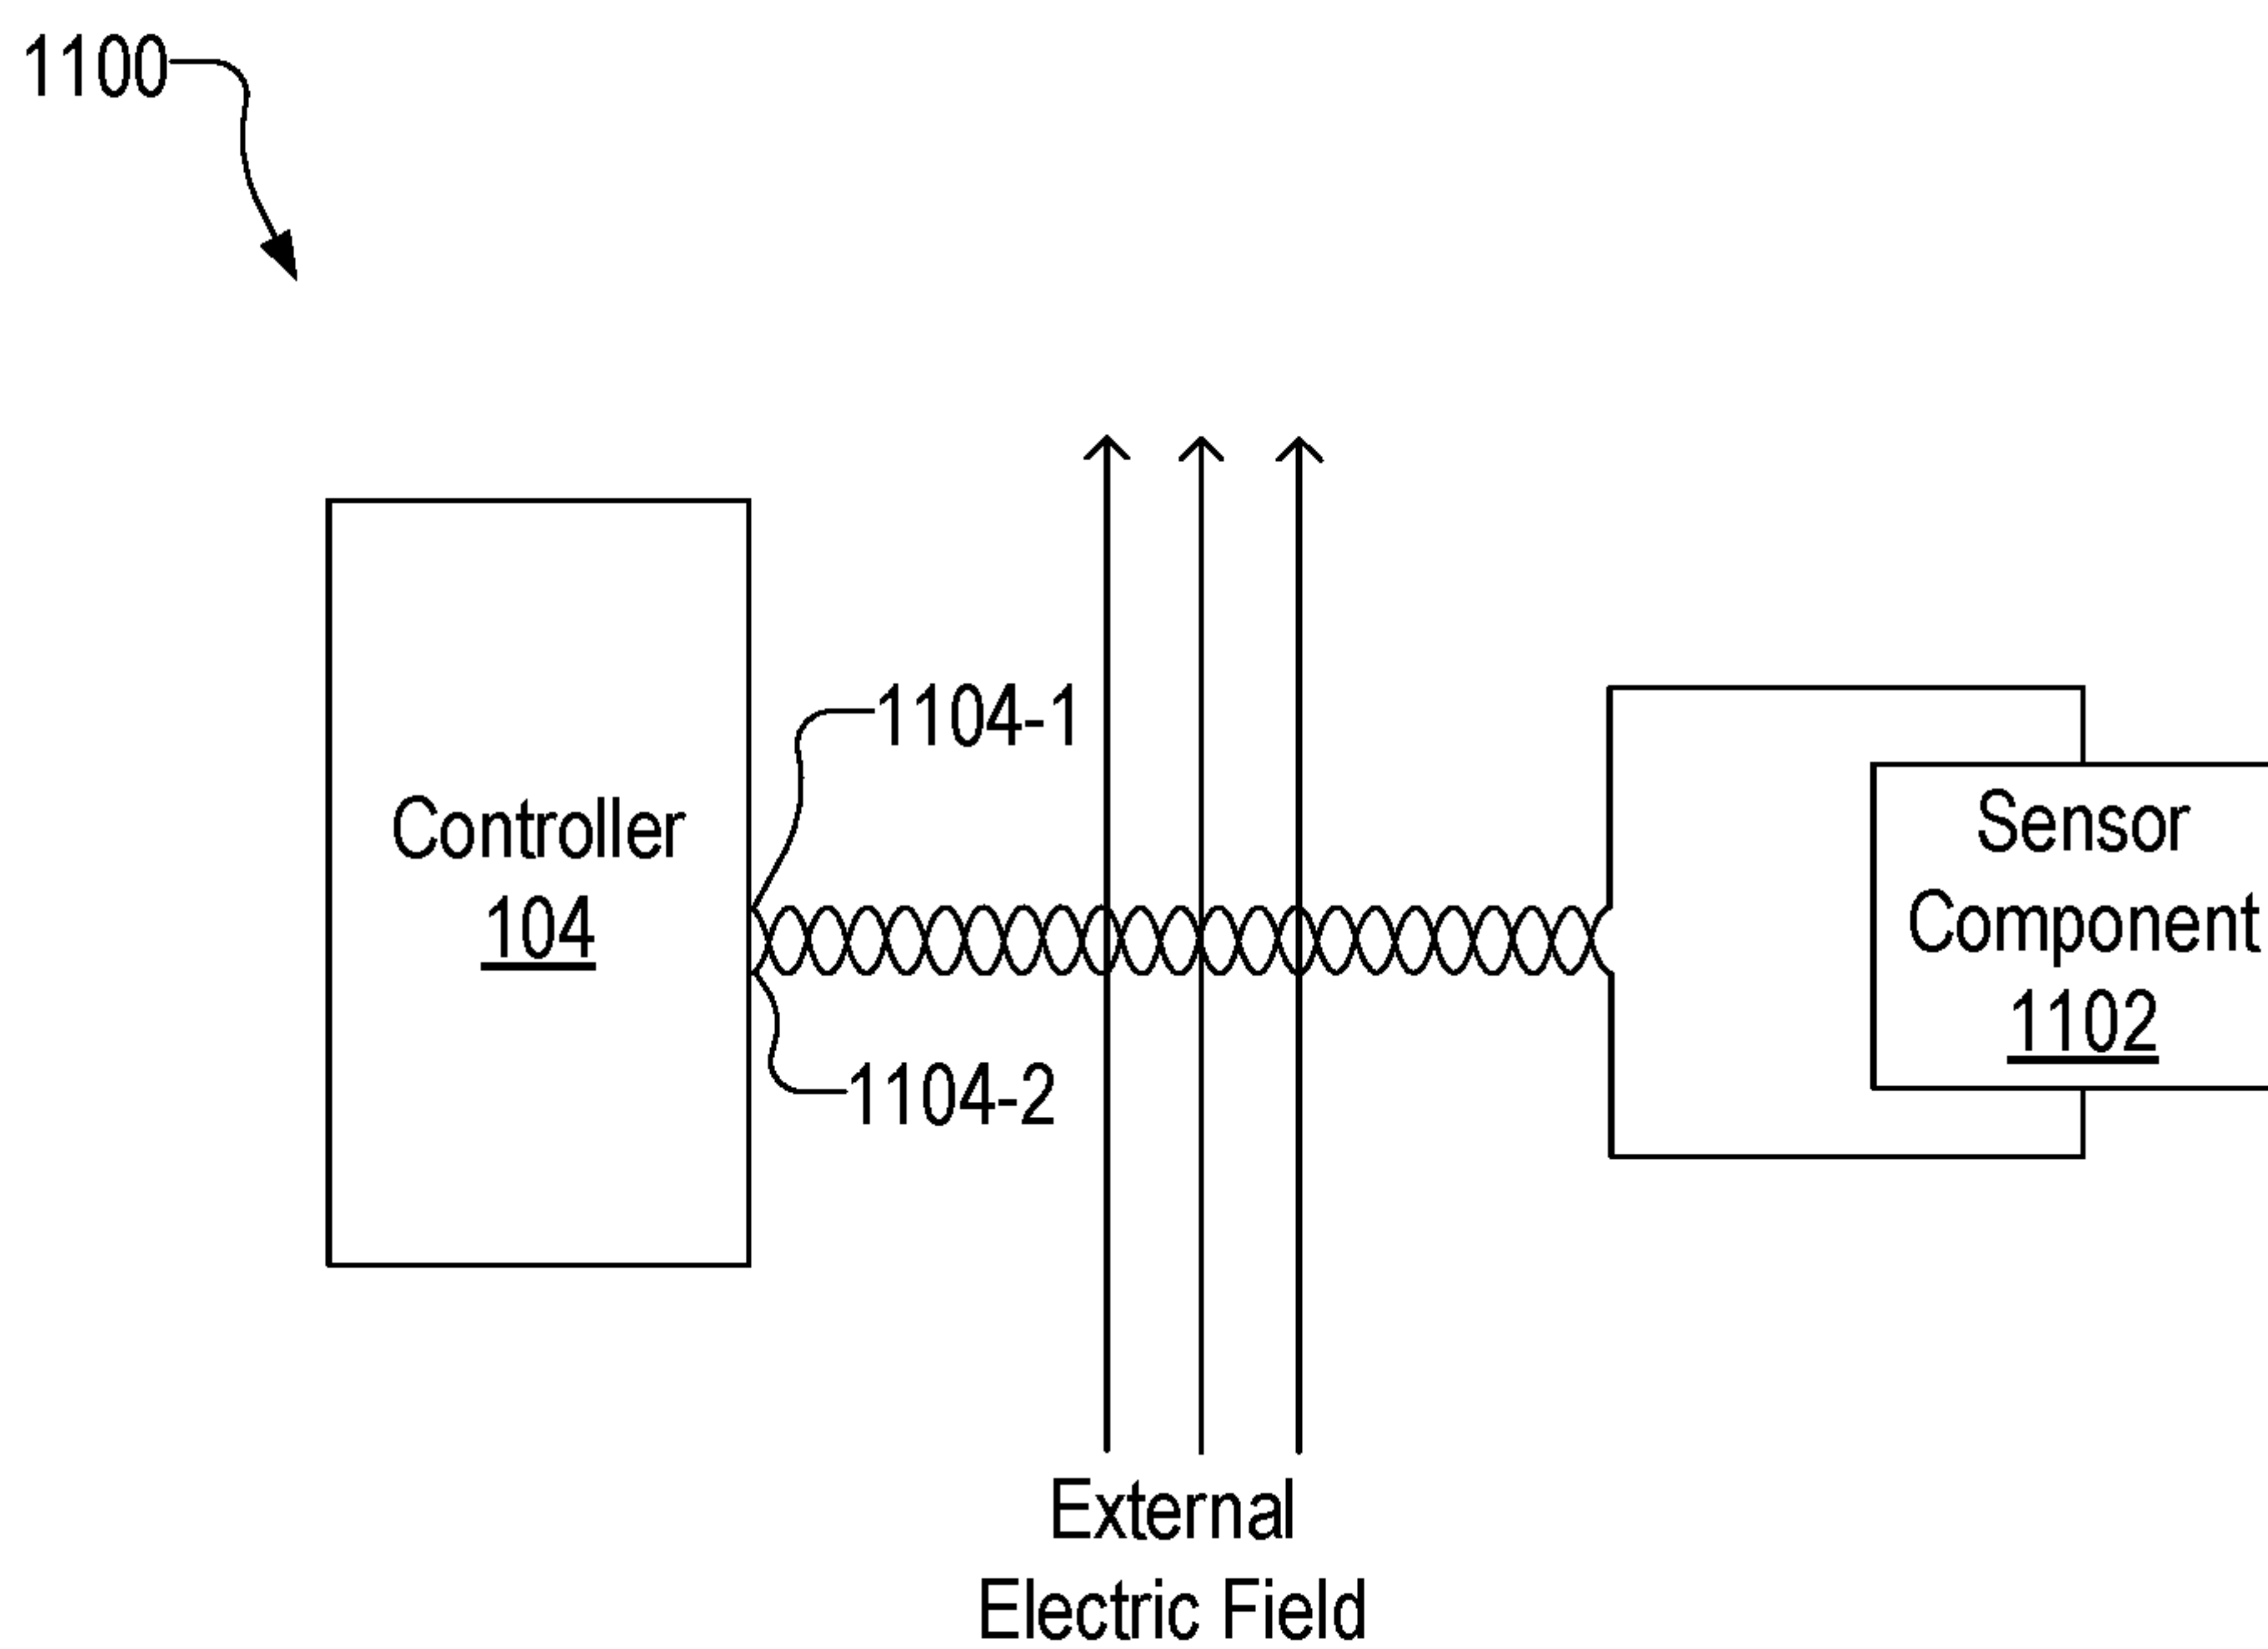 1100
1104-1
Controller
104
Sensor
Component
1102
1104-2
External
Electric Field